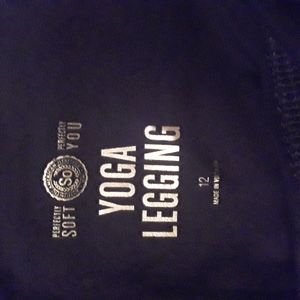 PERFECTLY
SOFT
So
PERFECTLY
YOU
YOGA
LEGGING
12
MADE IN